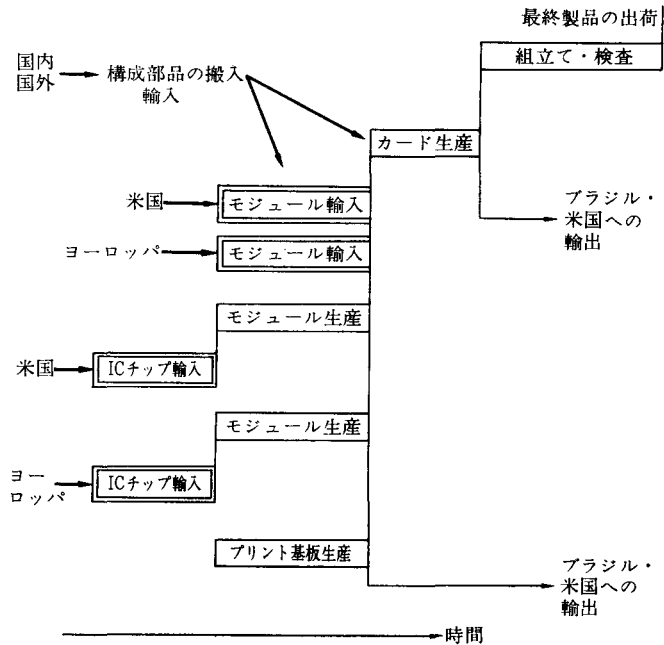 最終製品の出荷
組立て・検査
国内
国外
構成部品の搬入
輸入
カード生産
米国
モジュール輸入
ブラジル・
米国への
輸出
ヨーロッパ
モジュール輸入
モジュール生産
米国
ICチップ輸入
モジュール生産
ヨー
ロッパ
ICチップ輸入
プリント基板生産
ブラジル・
米国への
輸出
時間